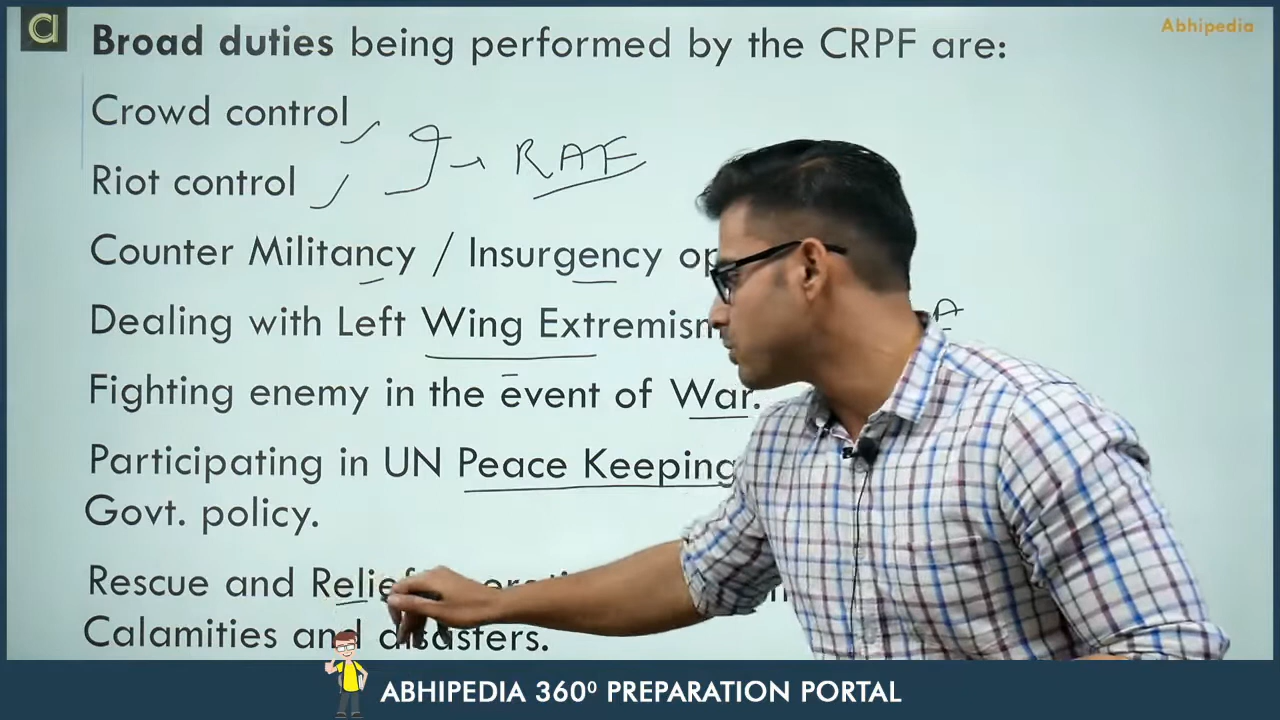 a
Abhipedia
Broad duties being performed by the CRPF are:
Crowd control
Riot control
RAF
Counter Militancy / Insurgency op
Dealing with Left Wing Extremism
A
Fighting enemy in the event of War.
Participating in UN Peace Keeping
Govt. policy.
Rescue and Relief
Calamities and disasters.
ABHIPEDIA 360⁰ PREPARATION PORTAL